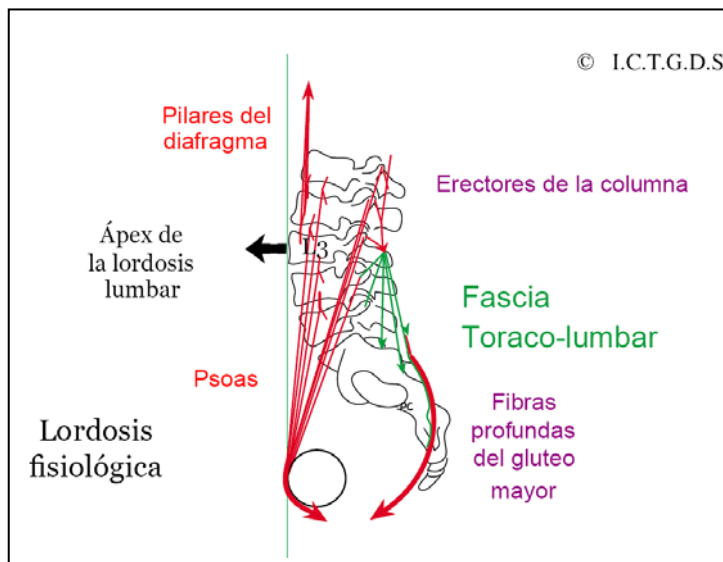 © I.C.T.G.D.S
Pilares del
diafragma
Erectores de la columna
L3
Ápex de
la lordosis
lumbar
Fascia
Toraco-lumbar
Psoas
Fibras
profundas
del gluteo
mayor
Lordosis
fisiológica